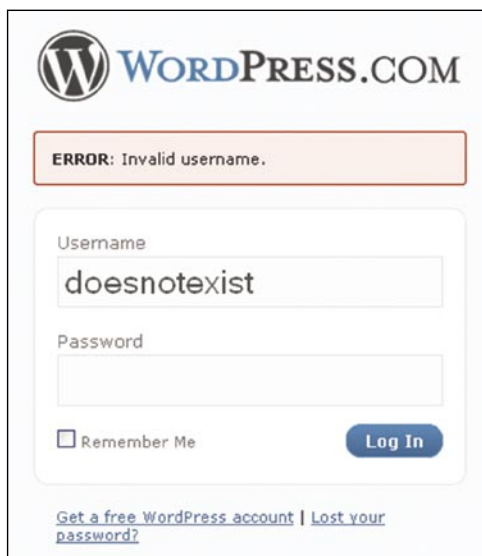 WORDPRESS.COM
ERROR: Invalid username.
Username
doesnotexist
Password
Remember Me
Log In
Get a free WordPress account | Lost your
password?